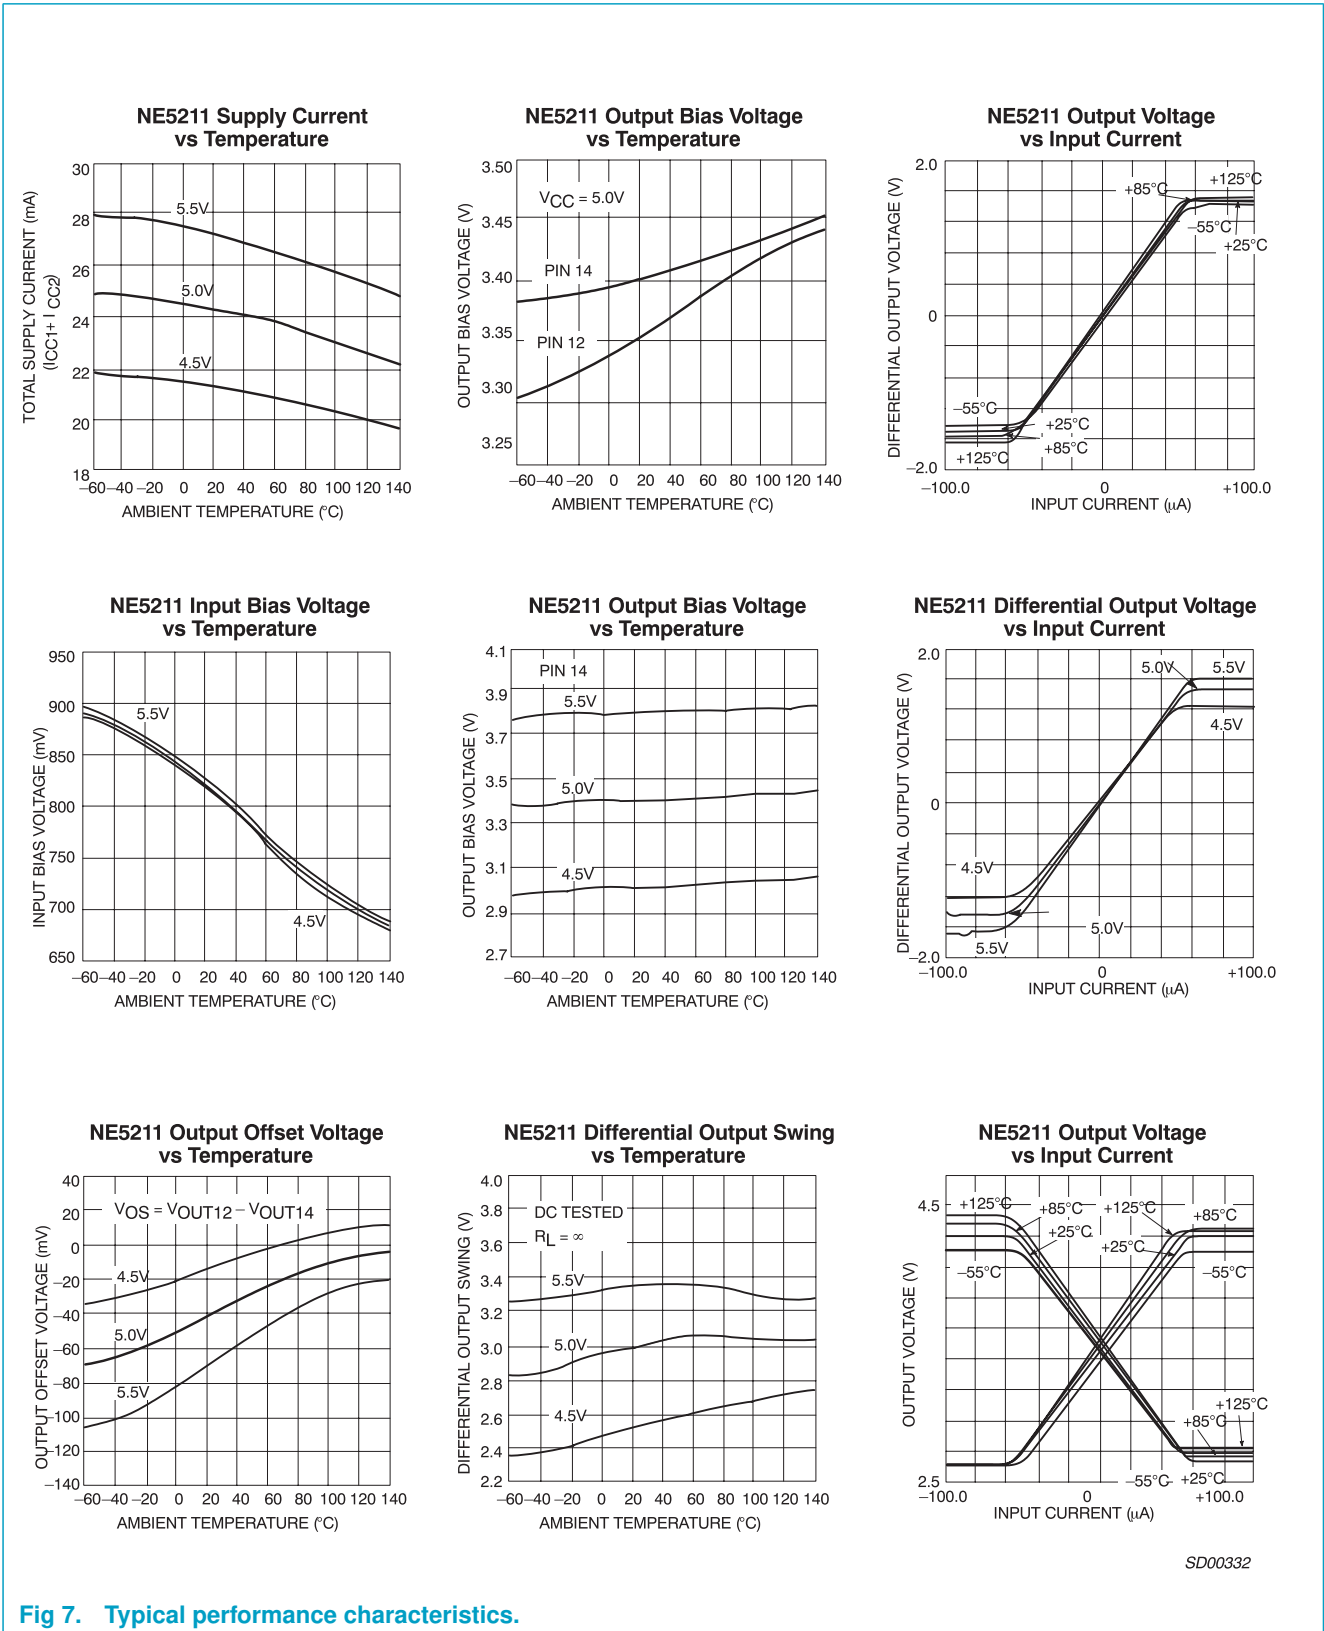 NE5211 Supply Current
vs Temperature
30
28
26
24
22
20
18
5.5V
5.0V
4.5V
TOTAL SUPPLY CURRENT (mA)
(ICC1+ I CC2)
–60 –40 –20 0 20 40 60 80 100 120 140
AMBIENT TEMPERATURE (°C)
NE5211 Output Bias Voltage
vs Temperature
3.50
3.45
3.40
3.35
3.30
3.25
VCC = 5.0V
PIN 14
PIN 12
OUTPUT BIAS VOLTAGE (V)
–60 –40 –20 0 20 40 60 80 100 120 140
AMBIENT TEMPERATURE (°C)
NE5211 Output Voltage
vs Input Current
2.0
0
–2.0
+85°C
+125°C
–55°C
+25°C
–55°C
+25°C
+85°C
+125°C
DIFFERENTIAL OUTPUT VOLTAGE (V)
–100.0 0 +100.0
INPUT CURRENT (µA)
NE5211 Input Bias Voltage
vs Temperature
950
900
850
800
750
700
650
5.5V
4.5V
INPUT BIAS VOLTAGE (mV)
–60 –40 –20 0 20 40 60 80 100 120 140
AMBIENT TEMPERATURE (°C)
NE5211 Output Bias Voltage
vs Temperature
4.1
3.9
3.7
3.5
3.3
3.1
2.9
2.7
PIN 14
5.5V
5.0V
4.5V
OUTPUT BIAS VOLTAGE (V)
–60 –40 –20 0 20 40 60 80 100 120 140
AMBIENT TEMPERATURE (°C)
NE5211 Differential Output Voltage
vs Input Current
2.0
0
–2.0
5.0V
5.5V
4.5V
4.5V
5.0V
5.5V
DIFFERENTIAL OUTPUT VOLTAGE (V)
–100.0 0 +100.0
INPUT CURRENT (µA)
NE5211 Output Offset Voltage
vs Temperature
40
20
0
–20
–40
–60
–80
–100
–120
–140
VOS = VOUT12 – VOUT14
4.5V
5.0V
5.5V
OUTPUT OFFSET VOLTAGE (mV)
–60 –40 –20 0 20 40 60 80 100 120 140
AMBIENT TEMPERATURE (°C)
NE5211 Differential Output Swing
vs Temperature
4.0
3.8
3.6
3.4
3.2
3.0
2.8
2.6
2.4
2.2
DC TESTED
RL = ∞
5.5V
5.0V
4.5V
DIFFERENTIAL OUTPUT SWING (V)
–60 –40 –20 0 20 40 60 80 100 120 140
AMBIENT TEMPERATURE (°C)
NE5211 Output Voltage
vs Input Current
4.5
2.5
+125°C
+85°C
+25°C
–55°C
+125°C
+85°C
+25°C
–55°C
+125°C
+85°C
–55°C
+25°C
OUTPUT VOLTAGE (V)
–100.0 0 +100.0
INPUT CURRENT (µA)
SD00332
Fig 7. Typical performance characteristics.